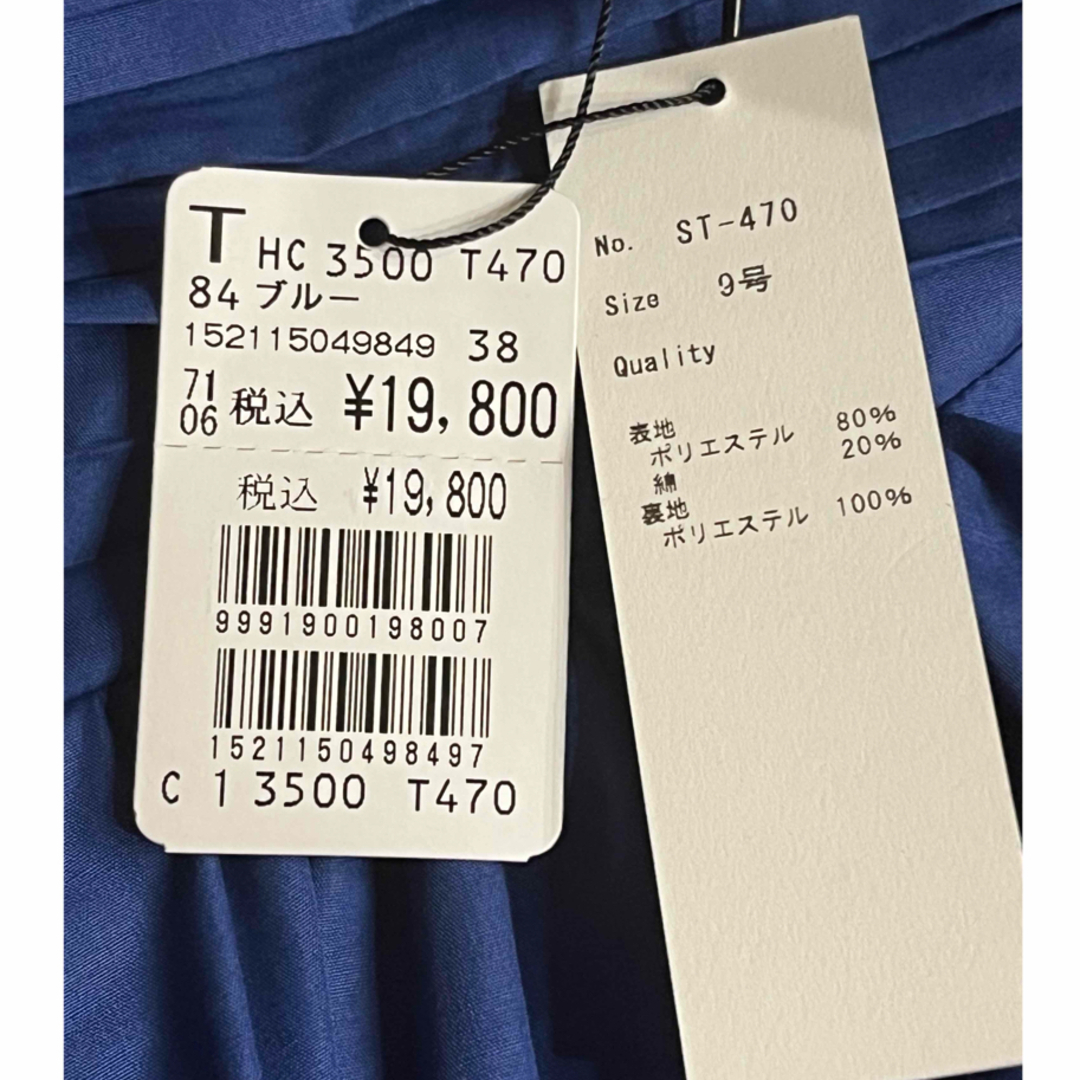 T HC 3500 T470
84 ブルー
152115049849 38
71
06 税込 ¥19,800
税込 ¥19,800
9991900198007
1521150498497
C 1 3500 T470
No. ST-470
Size 9号
Quality
表地
ポリエステル 80%
綿 20%
裏地
ポリエステル 100%